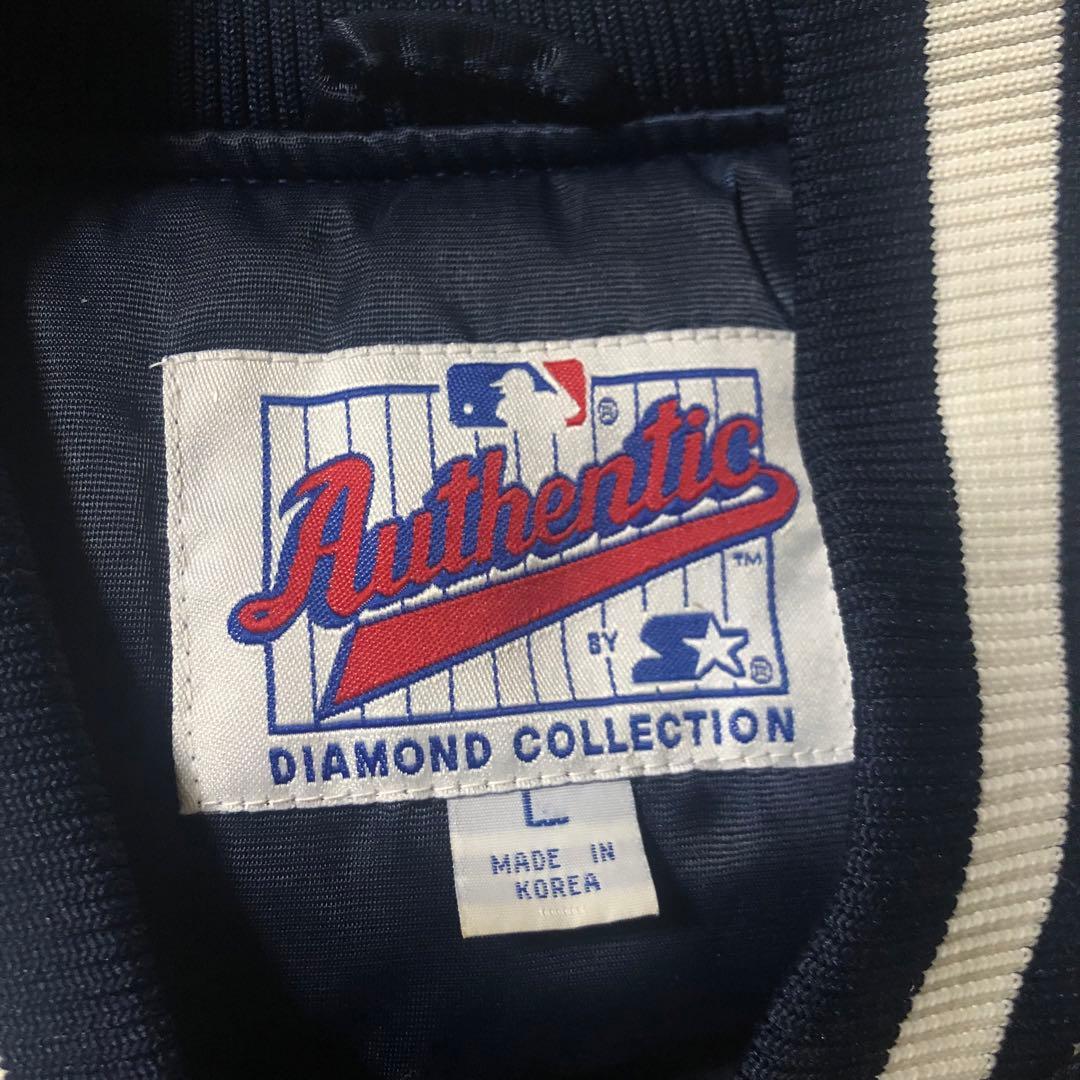 ®
Authentic
™
BY S ®
DIAMOND COLLECTION
L
MADE IN
KOREA